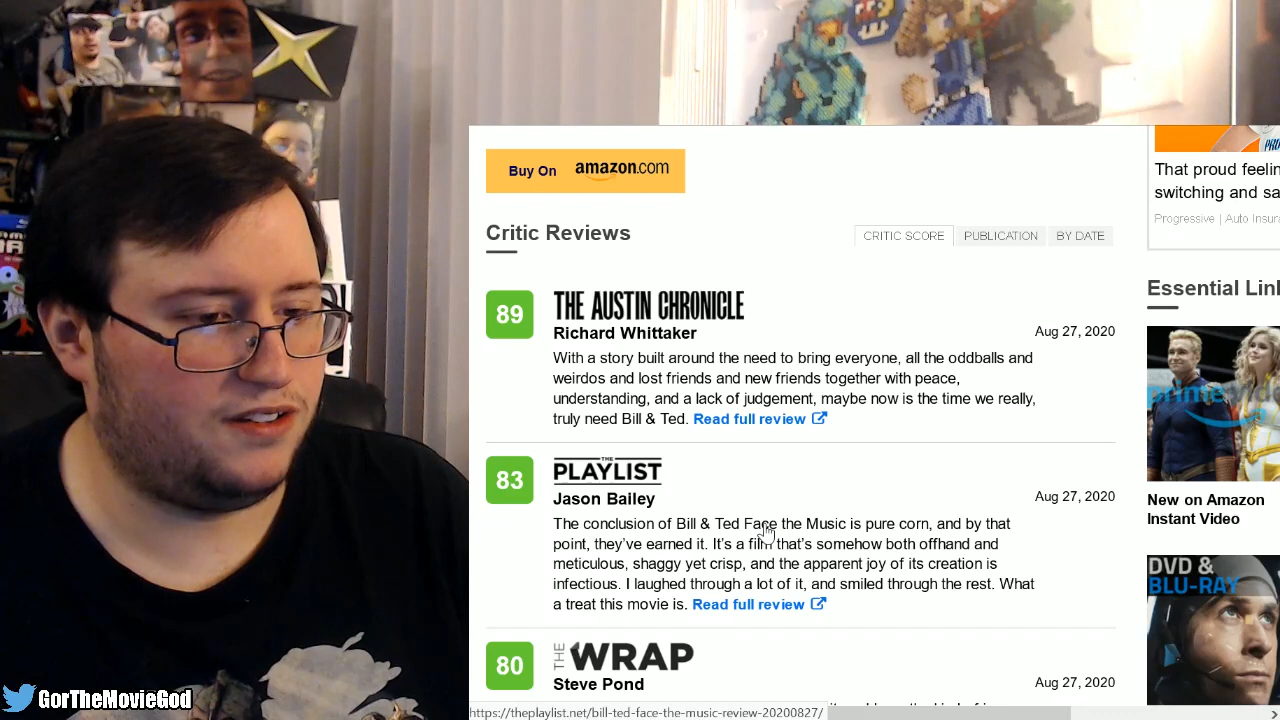 Buy On amazon.com
That proud feelin
switching and sa
Progressive | Auto Insur
Critic Reviews
CRITIC SCORE
PUBLICATION
BY DATE
Essential Lin
89
THE AUSTIN CHRONICLE
Richard Whittaker
Aug 27, 2020
With a story built around the need to bring everyone, all the oddballs and
weirdos and lost friends and new friends together with peace,
understanding, and a lack of judgement, maybe now is the time we really,
truly need Bill & Ted. Read full review
prime
83
THE PLAYLIST
Jason Bailey
Aug 27, 2020
The conclusion of Bill & Ted Face the Music is pure corn, and by that
point, they've earned it. It's a film that's somehow both offhand and
meticulous, shaggy yet crisp, and the apparent joy of its creation is
infectious. I laughed through a lot of it, and smiled through the rest. What
a treat this movie is. Read full review
New on Amazon
Instant Video
DVD &
BLU-RAY
80
THE WRAP
Steve Pond
Aug 27, 2020
https://theplaylist.net/bill-ted-face-the-music-review-20200827/
GorTheMovieGod